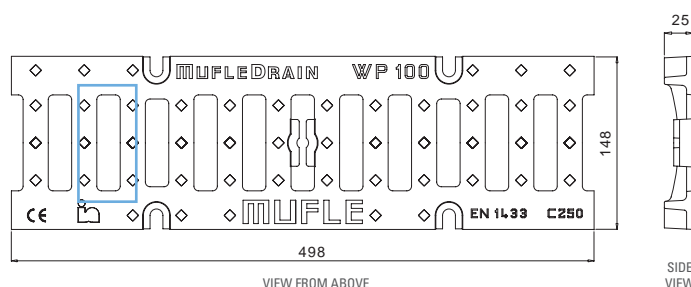 25
MUFLEDRAIN WP 100
148
CE MUFLE EN 1433 C250
498
VIEW FROM ABOVE
SIDE
VIEW